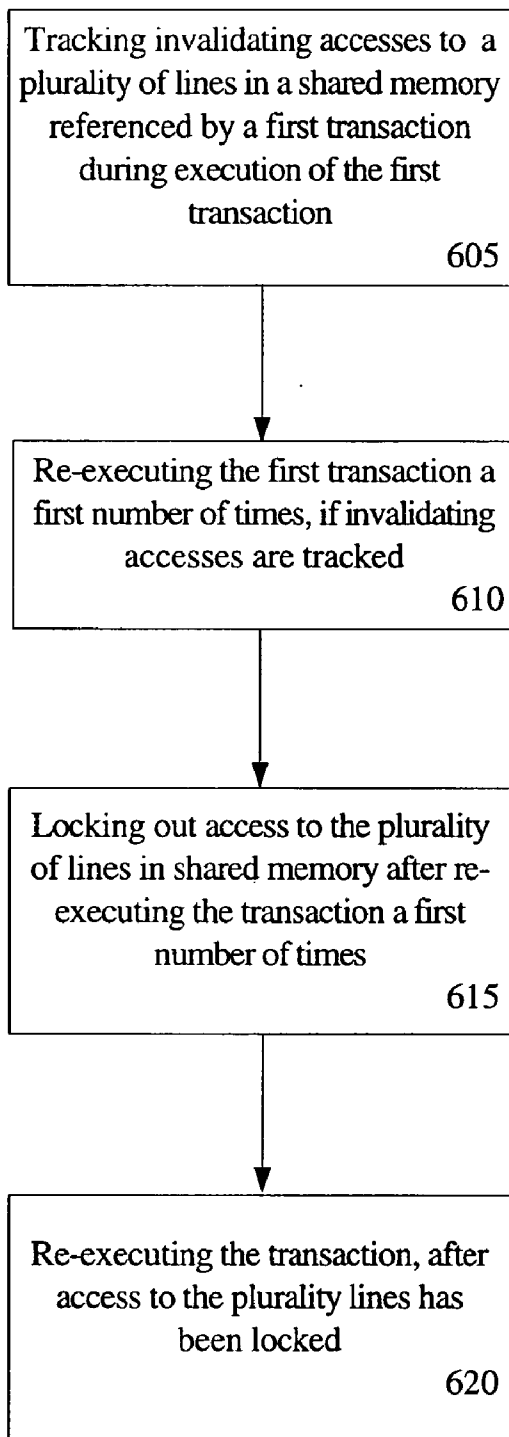 Tracking invalidating accesses to a
plurality of lines in a shared memory
referenced by a first transaction
during execution of the first
transaction
605
Re-executing the first transaction a
first number of times, if invalidating
accesses are tracked
610
Locking out access to the plurality
of lines in shared memory after re-
executing the transaction a first
number of times
615
Re-executing the transaction, after
access to the plurality lines has
been locked
620